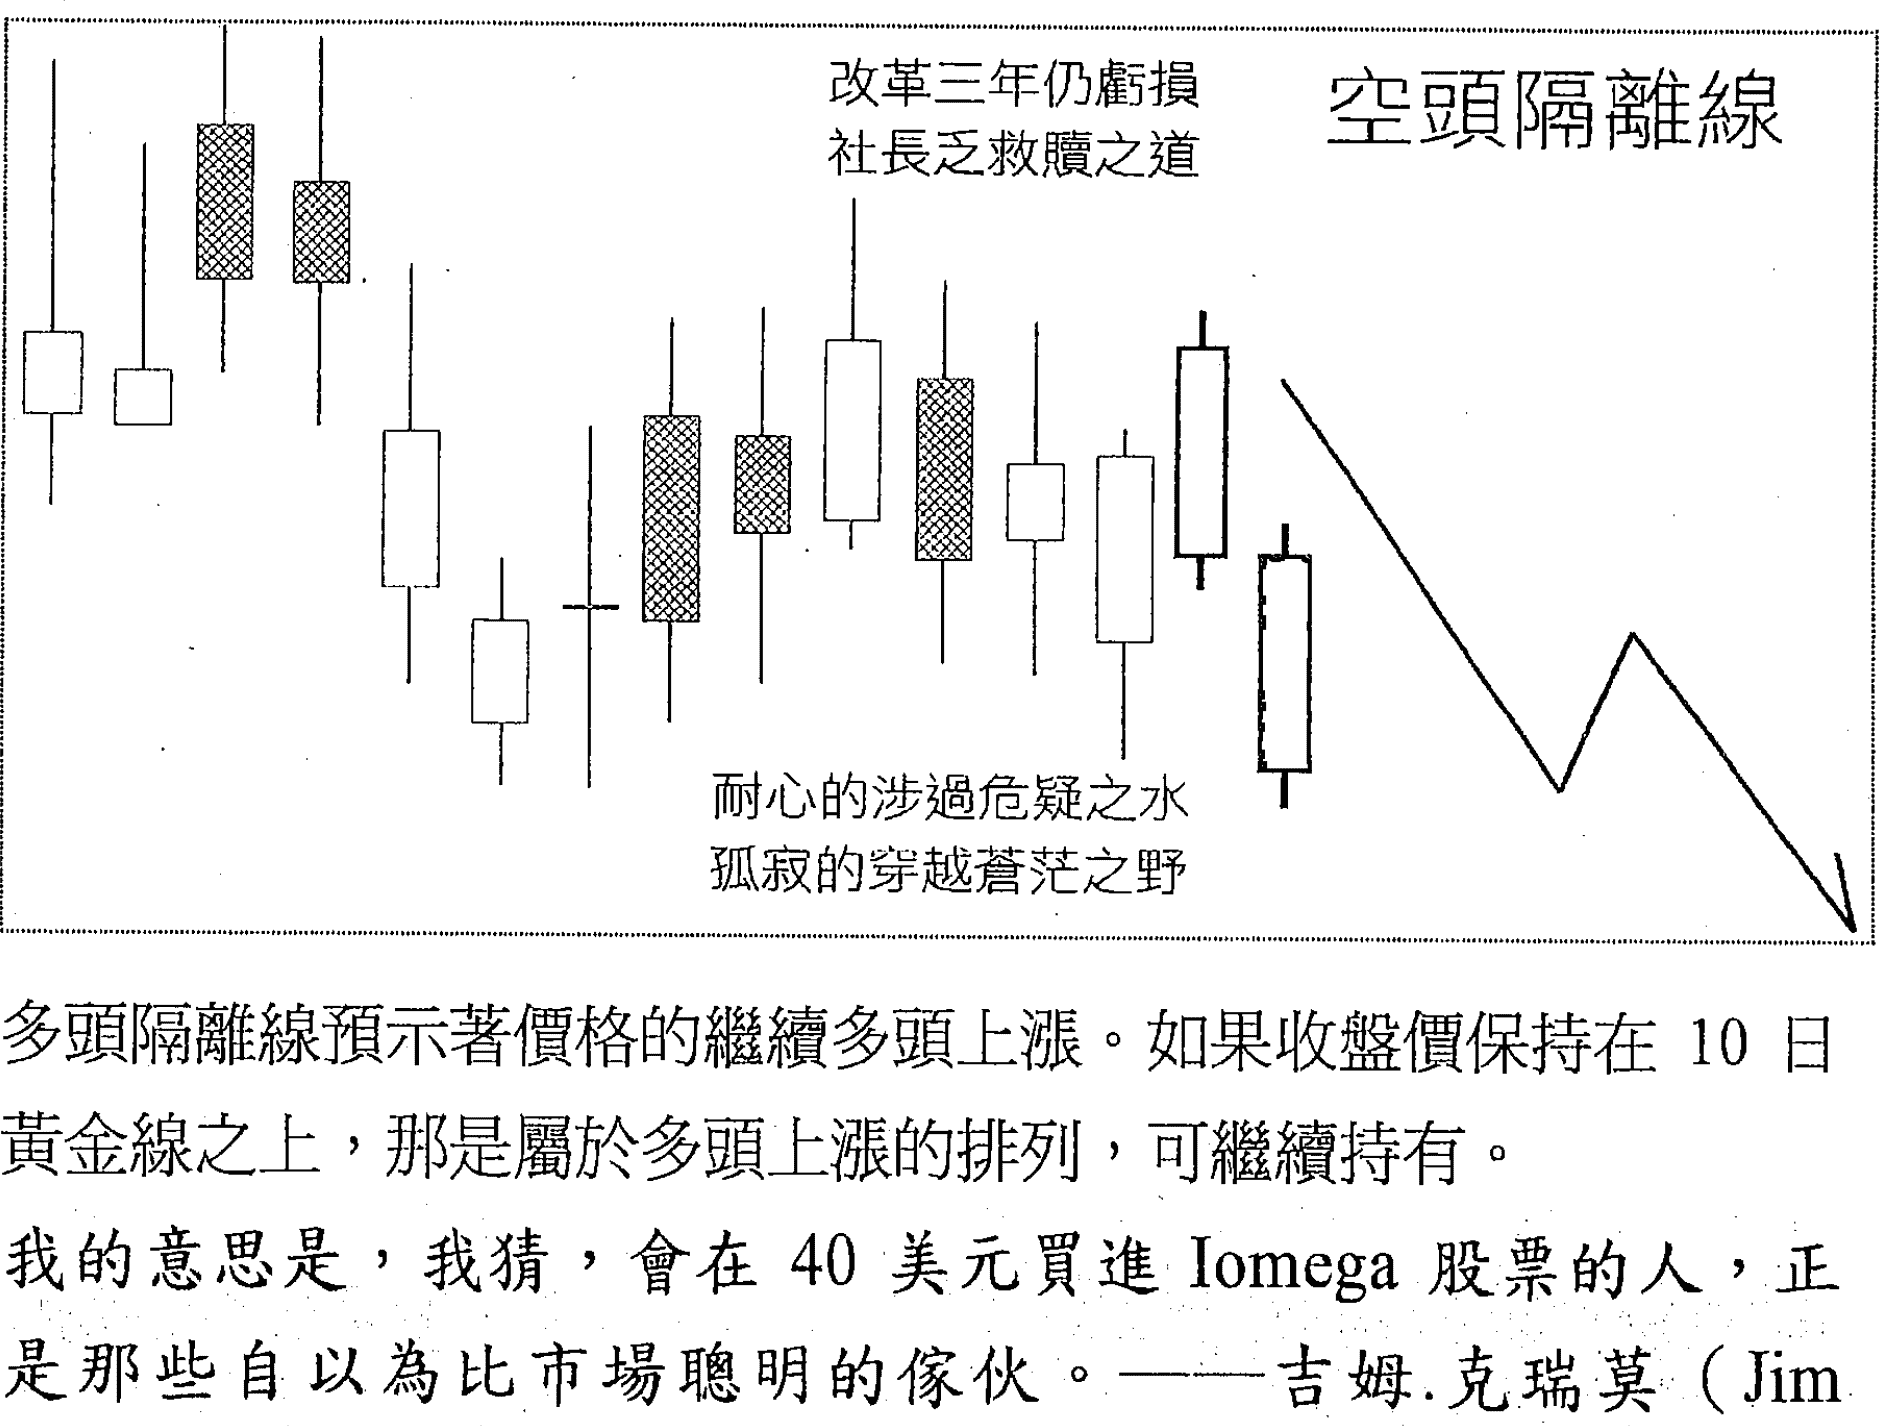 改革三年仍虧損
社長乏救贖之道
空頭隔離線
耐心的涉過危疑之水
孤寂的穿越蒼茫之野
多頭隔離線預示著價格的繼續多頭上漲。如果收盤價保持在 10 日
黃金線之上，那是屬於多頭上漲的排列，可繼續持有。
我的意思是，我猜，會在 40 美元買進 Iomega 股票的人，正
是那些自以為比市場聰明的傢伙。——吉姆.克瑞莫（Jim